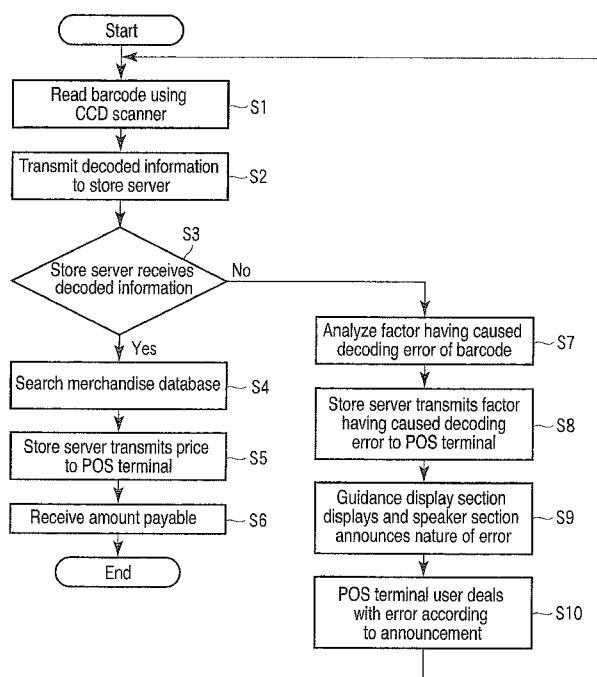 Start
Read barcode using
CCD scanner
S1
Transmit decoded information
to store server
S2
S3
Store server receives
decoded information
No
Yes
Search merchandise database
S4
Store server transmits price
to POS terminal
S5
Receive amount payable
S6
End
Analyze factor having caused
decoding error of barcode
S7
Store server transmits factor
having caused decoding
error to POS terminal
S8
Guidance display section
displays and speaker section
announces nature of error
S9
POS terminal user deals
with error according
to announcement
S10